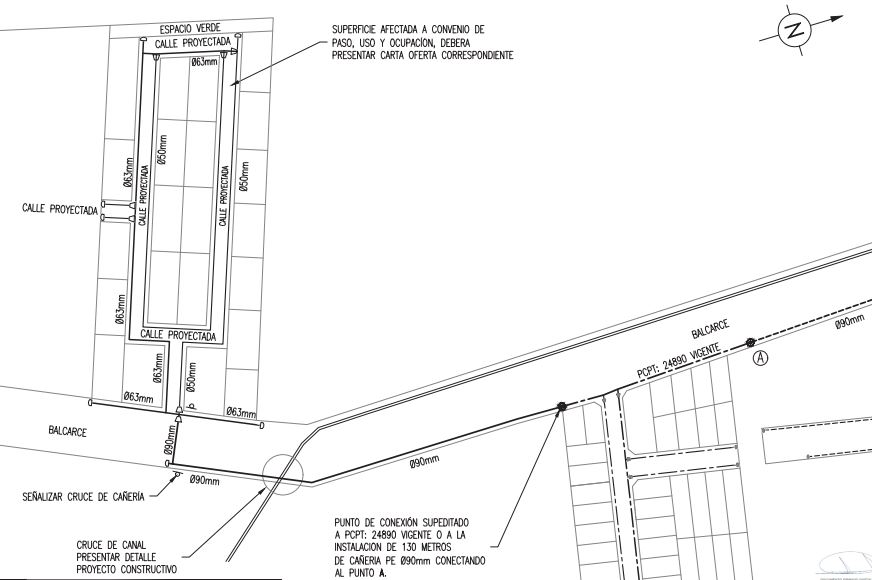 ESPACIO VERDE
CALLE PROYECTADA
Ø63mm
SUPERFICIE AFECTADA A CONVENIO DE
PASO, USO Y OCUPACÍON, DEBERA
PRESENTAR CARTA OFERTA CORRESPONDIENTE
N
Ø63mm
CALLE PROYECTADA
Ø50mm
CALLE PROYECTADA
Ø50mm
CALLE PROYECTADA
Ø63mm
CALLE PROYECTADA
Ø63mm
Ø50mm
Ø63mm
Ø63mm
BALCARCE
Ø90mm
Ø90mm
SEÑALIZAR CRUCE DE CAÑERÍA
CRUCE DE CANAL
PRESENTAR DETALLE
PROYECTO CONSTRUCTIVO
Ø90mm
BALCARCE
PCPT: 24890 VIGENTE
Ø90mm
A
PUNTO DE CONEXIÓN SUPEDITADO
A PCPT: 24890 VIGENTE O A LA
INSTALACION DE 130 METROS
DE CAÑERIA PE Ø90mm CONECTANDO
AL PUNTO A.